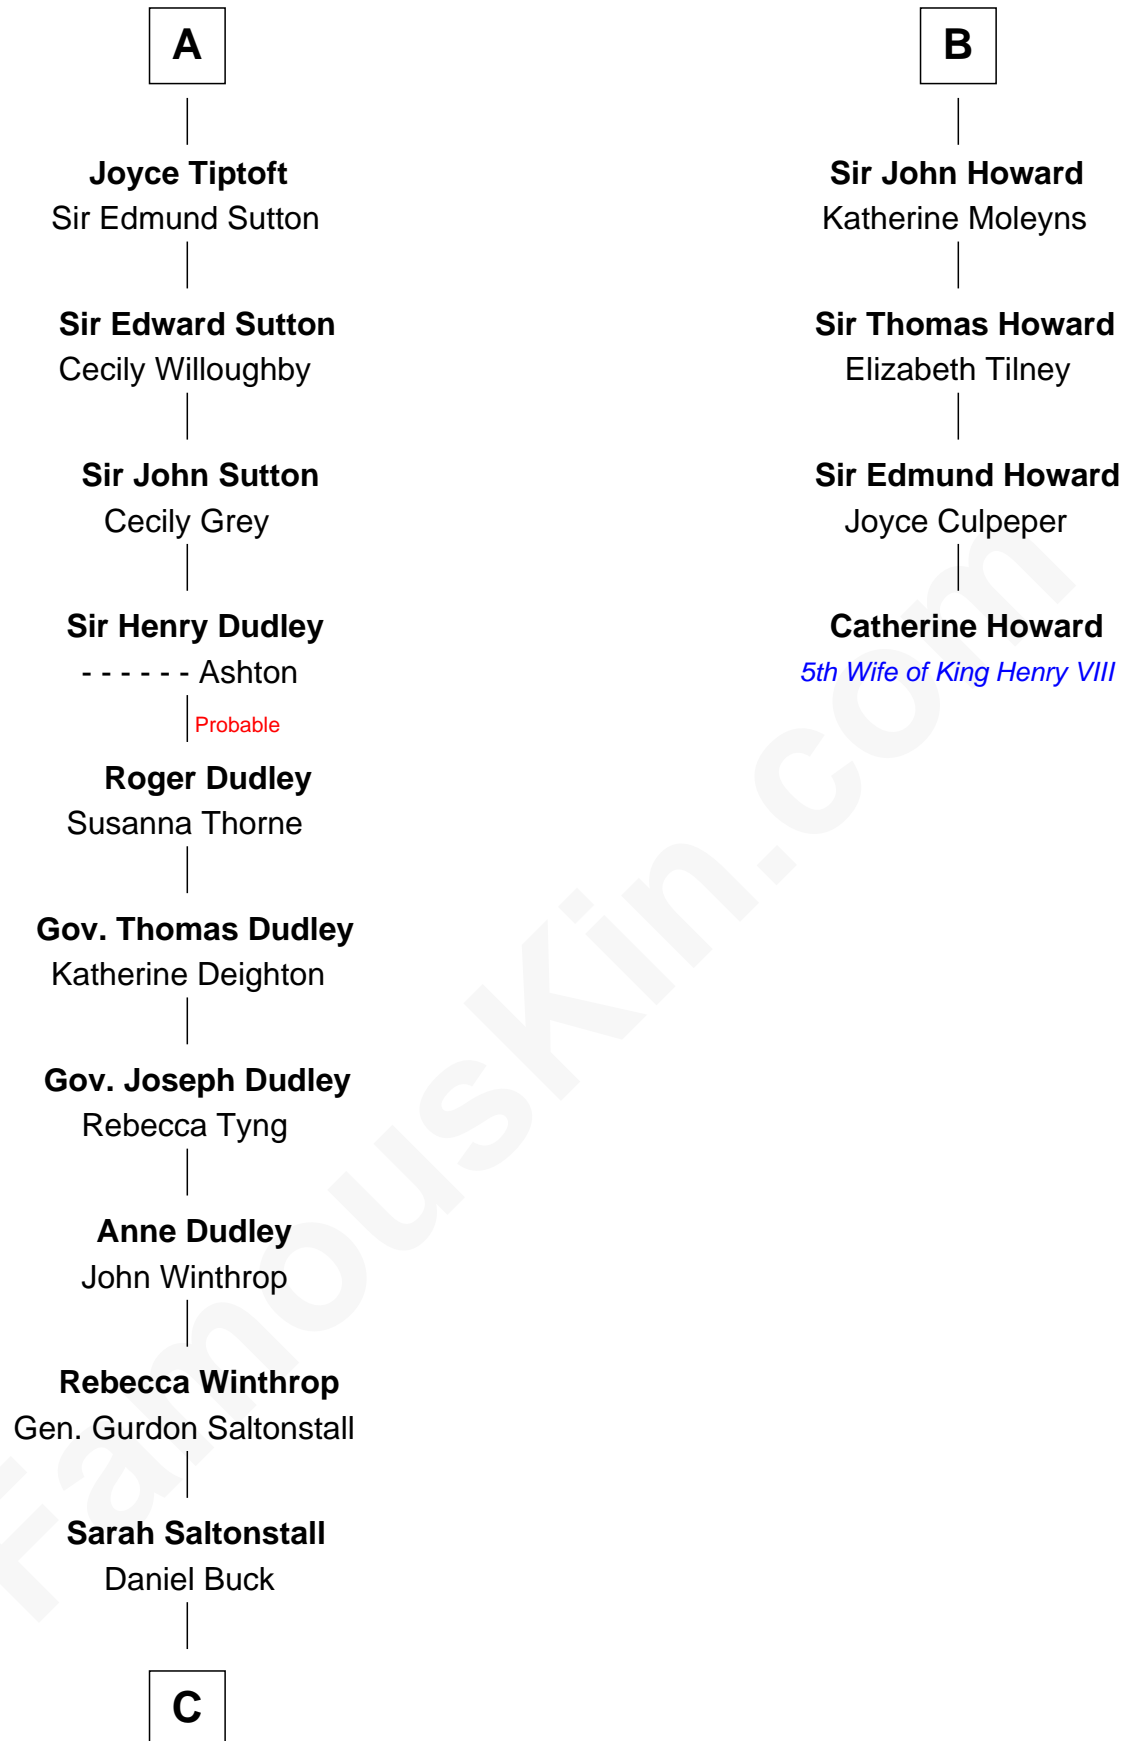 A
Joyce Tiptoft
Sir Edmund Sutton
Sir Edward Sutton
Cecily Willoughby
Sir John Sutton
Cecily Grey
Sir Henry Dudley
- - - - - - Ashton
Probable
Roger Dudley
Susanna Thorne
Gov. Thomas Dudley
Katherine Deighton
Gov. Joseph Dudley
Rebecca Tyng
Anne Dudley
John Winthrop
Rebecca Winthrop
Gen. Gurdon Saltonstall
Sarah Saltonstall
Daniel Buck
C
B
Sir John Howard
Katherine Moleyns
Sir Thomas Howard
Elizabeth Tilney
Sir Edmund Howard
Joyce Culpeper
Catherine Howard
5th Wife of King Henry VIII
FamousKin.com